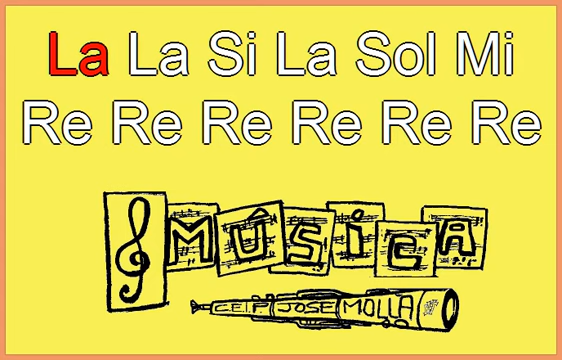 La La Si La Sol Mi
Re Re Re Re Re Re
MÚSICA
C.E.I.P JOSE MOLLA